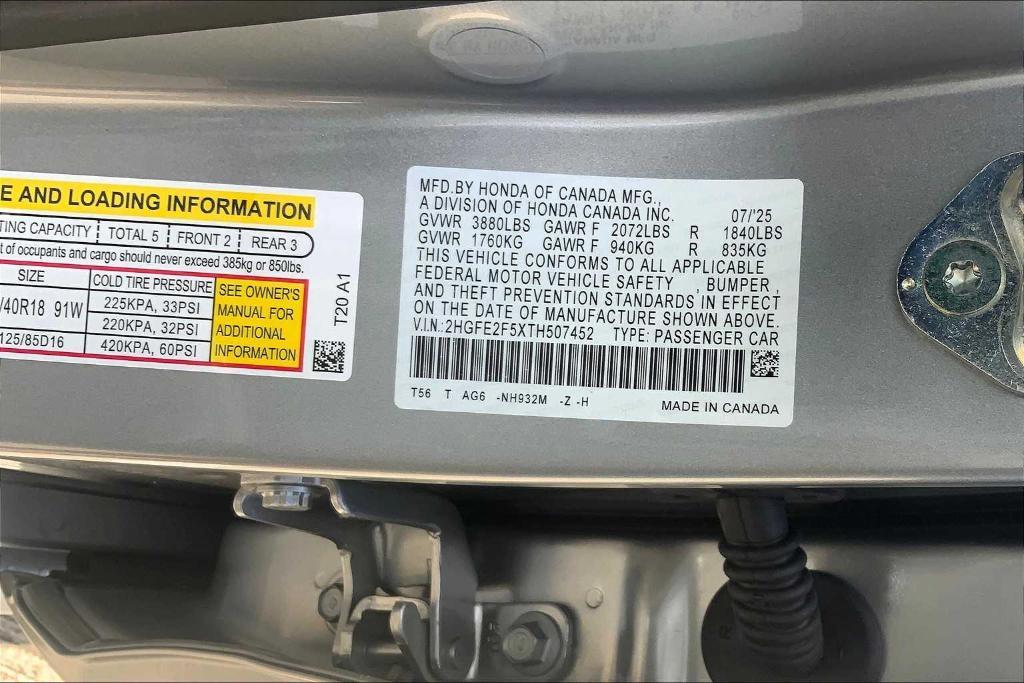 E AND LOADING INFORMATION
TING CAPACITY TOTAL 5 FRONT 2 REAR 3
t of occupants and cargo should never exceed 385kg or 850lbs.
SIZE COLD TIRE PRESSURE
/40R18 91W 225KPA, 33PSI
220KPA, 32PSI
125/85D16 420KPA, 60PSI
SEE OWNER'S
MANUAL FOR
ADDITIONAL
INFORMATION
T20 A1
MFD.BY HONDA OF CANADA MFG.,
A DIVISION OF HONDA CANADA INC. 07/'25
GVWR 3880LBS GAWR F 2072LBS R 1840LBS
GVWR 1760KG GAWR F 940KG R 835KG
THIS VEHICLE CONFORMS TO ALL APPLICABLE
FEDERAL MOTOR VEHICLE SAFETY , BUMPER ,
AND THEFT PREVENTION STANDARDS IN EFFECT
ON THE DATE OF MANUFACTURE SHOWN ABOVE.
V.I.N.:2HGFE2F5XTH507452 TYPE: PASSENGER CAR
T56 T AG6 -NH932M -Z -H
MADE IN CANADA